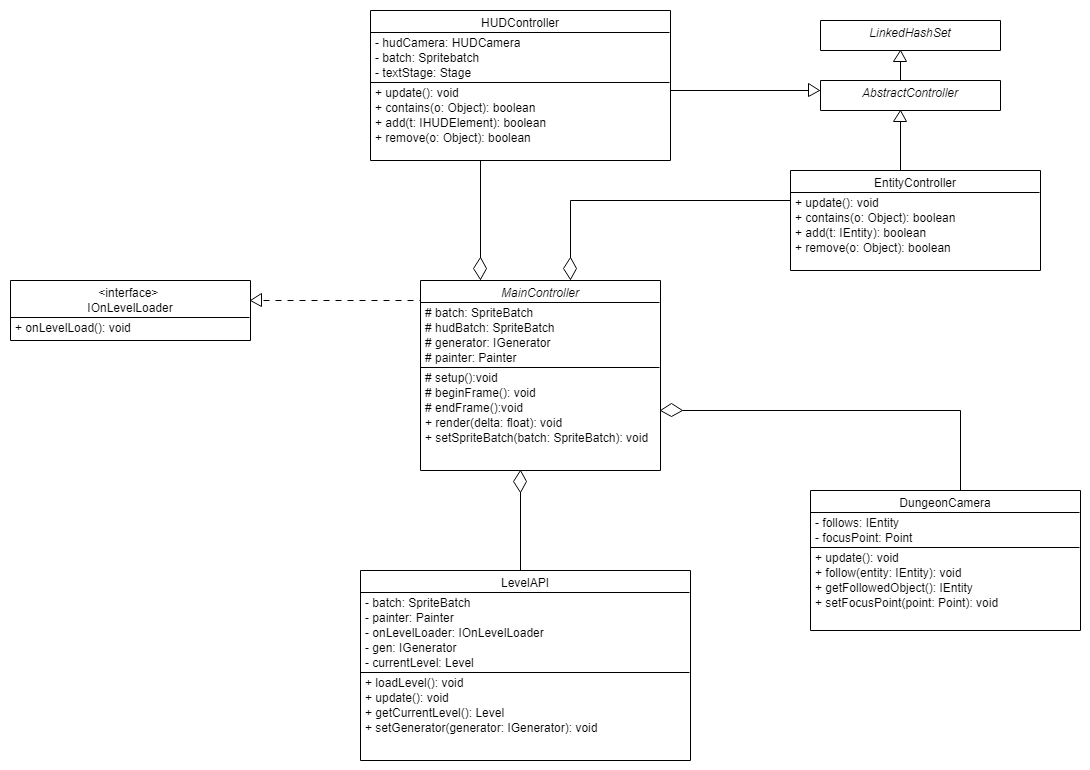 HUDController
- hudCamera: HUDCamera
- batch: Spritebatch
- textStage: Stage
+ update(): void
+ contains(o: Object): boolean
+ add(t: IHUDElement): boolean
+ remove(o: Object): boolean
LinkedHashSet
AbstractController
EntityController
+ update(): void
+ contains(o: Object): boolean
+ add(t: IEntity): boolean
+ remove(o: Object): boolean
<interface>
IOnLevelLoader
+ onLevelLoad(): void
MainController
# batch: SpriteBatch
# hudBatch: SpriteBatch
# generator: IGenerator
# painter: Painter
# setup():void
# beginFrame(): void
# endFrame():void
+ render(delta: float): void
+ setSpriteBatch(batch: SpriteBatch): void
DungeonCamera
- follows: IEntity
- focusPoint: Point
+ update(): void
+ follow(entity: IEntity): void
+ getFollowedObject(): IEntity
+ setFocusPoint(point: Point): void
LevelAPI
- batch: SpriteBatch
- painter: Painter
- onLevelLoader: IOnLevelLoader
- gen: IGenerator
- currentLevel: Level
+ loadLevel(): void
+ update(): void
+ getCurrentLevel(): Level
+ setGenerator(generator: IGenerator): void